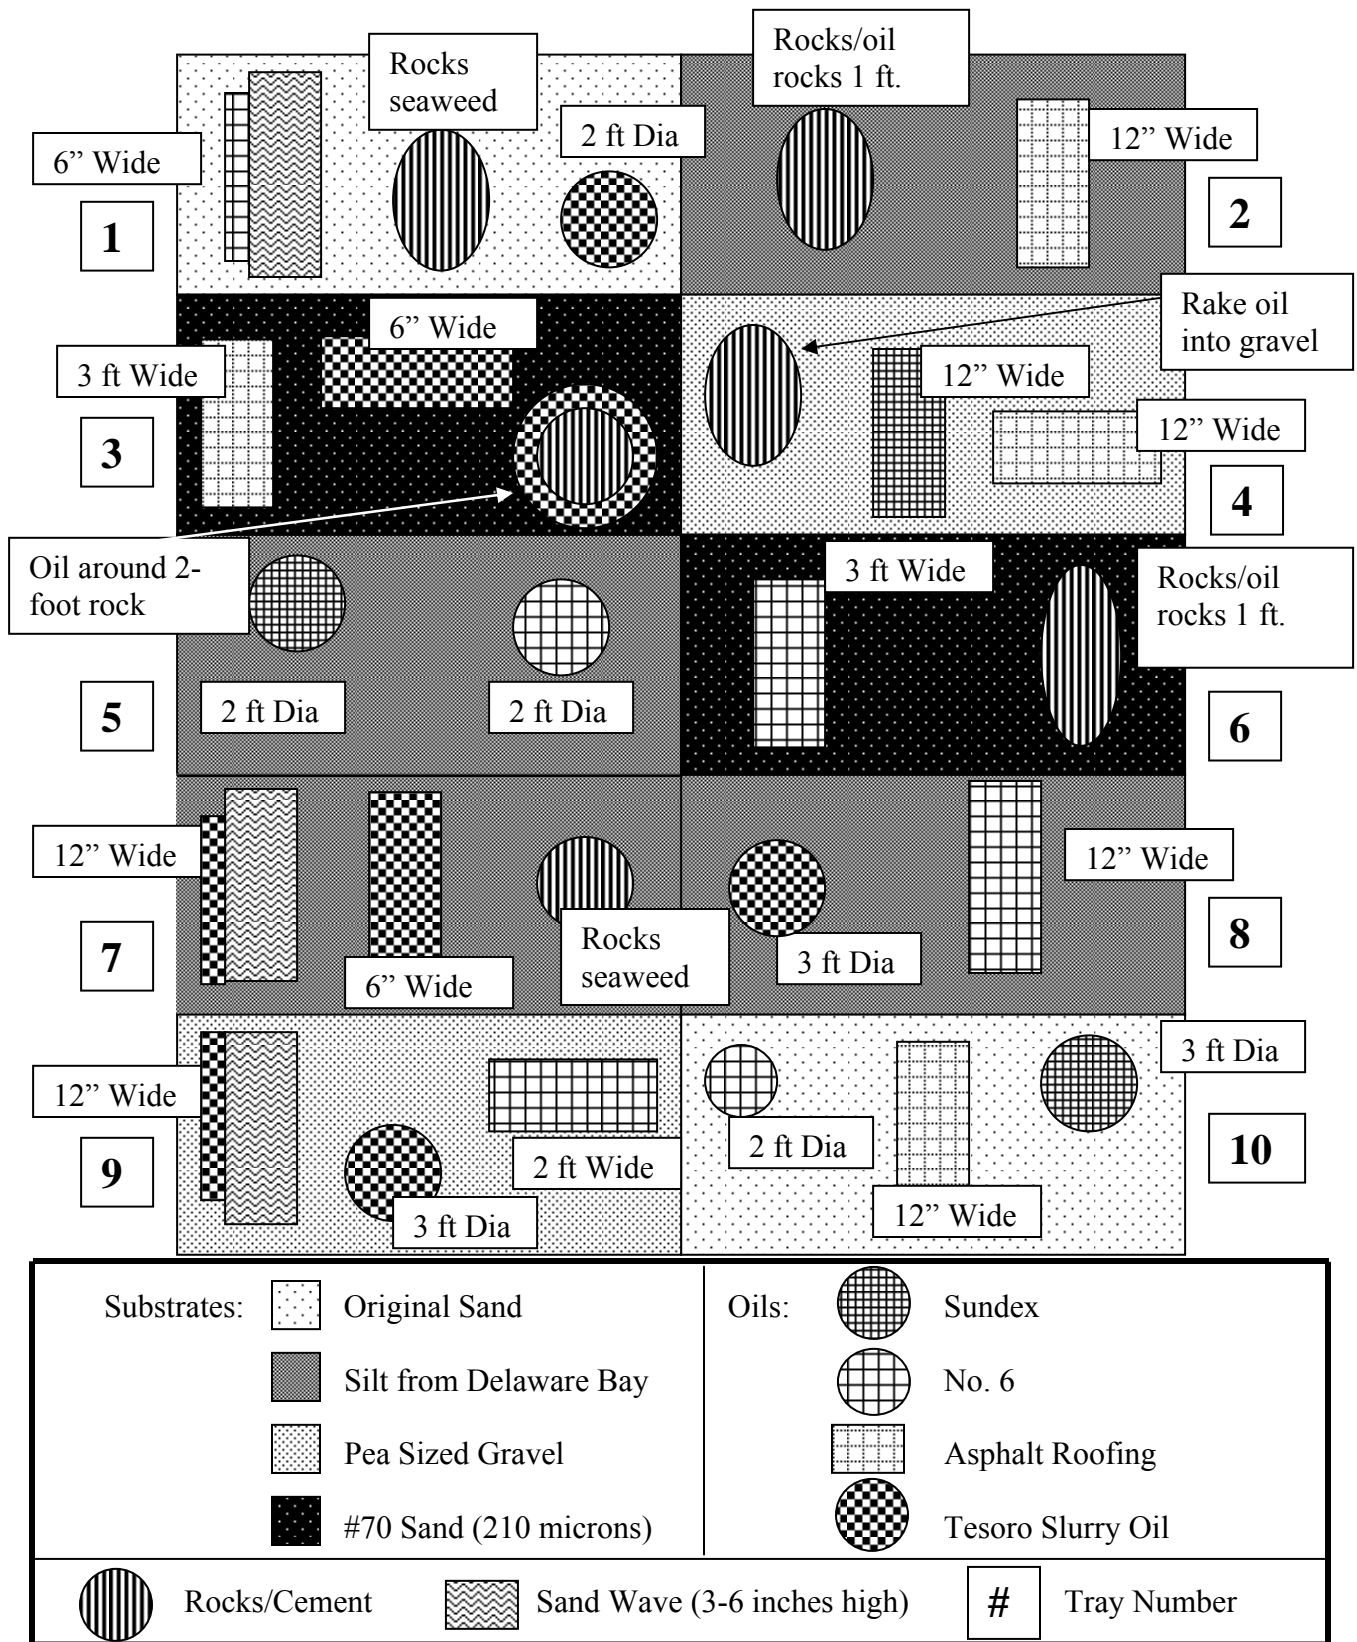 Rocks
seaweed
Rocks/oil
rocks 1 ft.
6” Wide
2 ft Dia
12” Wide
1
2
6” Wide
Rake oil
into gravel
3 ft Wide
12” Wide
12” Wide
3
4
Oil around 2-
foot rock
3 ft Wide
Rocks/oil
rocks 1 ft.
2 ft Dia
2 ft Dia
5
6
12” Wide
12” Wide
Rocks
seaweed
6” Wide
3 ft Dia
7
8
12” Wide
3 ft Dia
2 ft Wide
2 ft Dia
3 ft Dia
12” Wide
9
10
Substrates:
Original Sand
Silt from Delaware Bay
Pea Sized Gravel
#70 Sand (210 microns)
Oils:
Sundex
No. 6
Asphalt Roofing
Tesoro Slurry Oil
Rocks/Cement
Sand Wave (3-6 inches high)
#
Tray Number